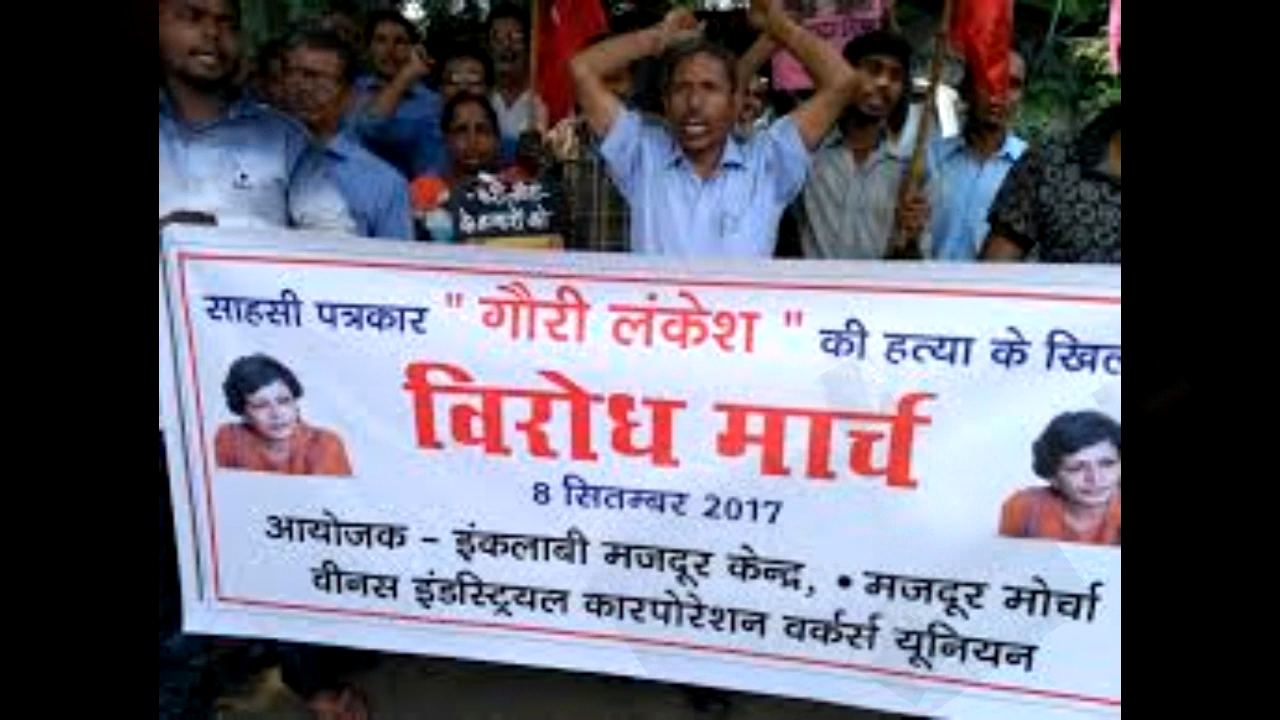 के हत्यारों को
साहसी पत्रकार " गौरी लंकेश " की हत्या के खिल
विरोध मार्च
8 सितम्बर 2017
आयोजक - इंकलाबी मजदूर केन्द्र, • मजदूर मोर्चा
वीनस इंडस्ट्रियल कारपोरेशन वर्कर्स यूनियन